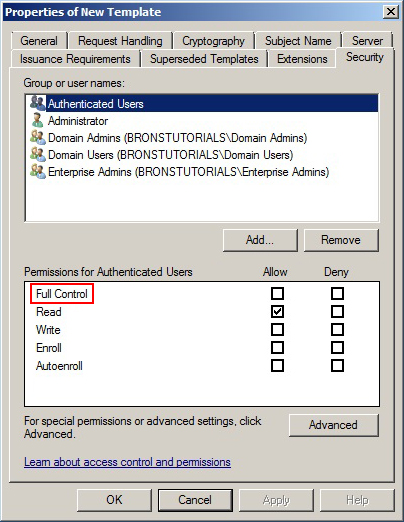 Properties of New Template
General
Request Handling
Cryptography
Subject Name
Server
Issuance Requirements
Superseded Templates
Extensions
Security
Group or user names:
Authenticated Users
Administrator
Domain Admins (BRONSTUTORIALS\Domain Admins)
Domain Users (BRONSTUTORIALS\Domain Users)
Enterprise Admins (BRONSTUTORIALS\Enterprise Admins)
Add...
Remove
Permissions for Authenticated Users
Allow
Deny
Full Control
Read
Write
Enroll
Autoenroll
For special permissions or advanced settings, click
Advanced.
Advanced
Learn about access control and permissions
OK
Cancel
Apply
Help